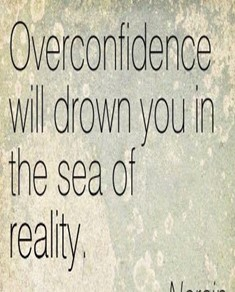 Overconfidence
will drown you in
the sea of
reality.